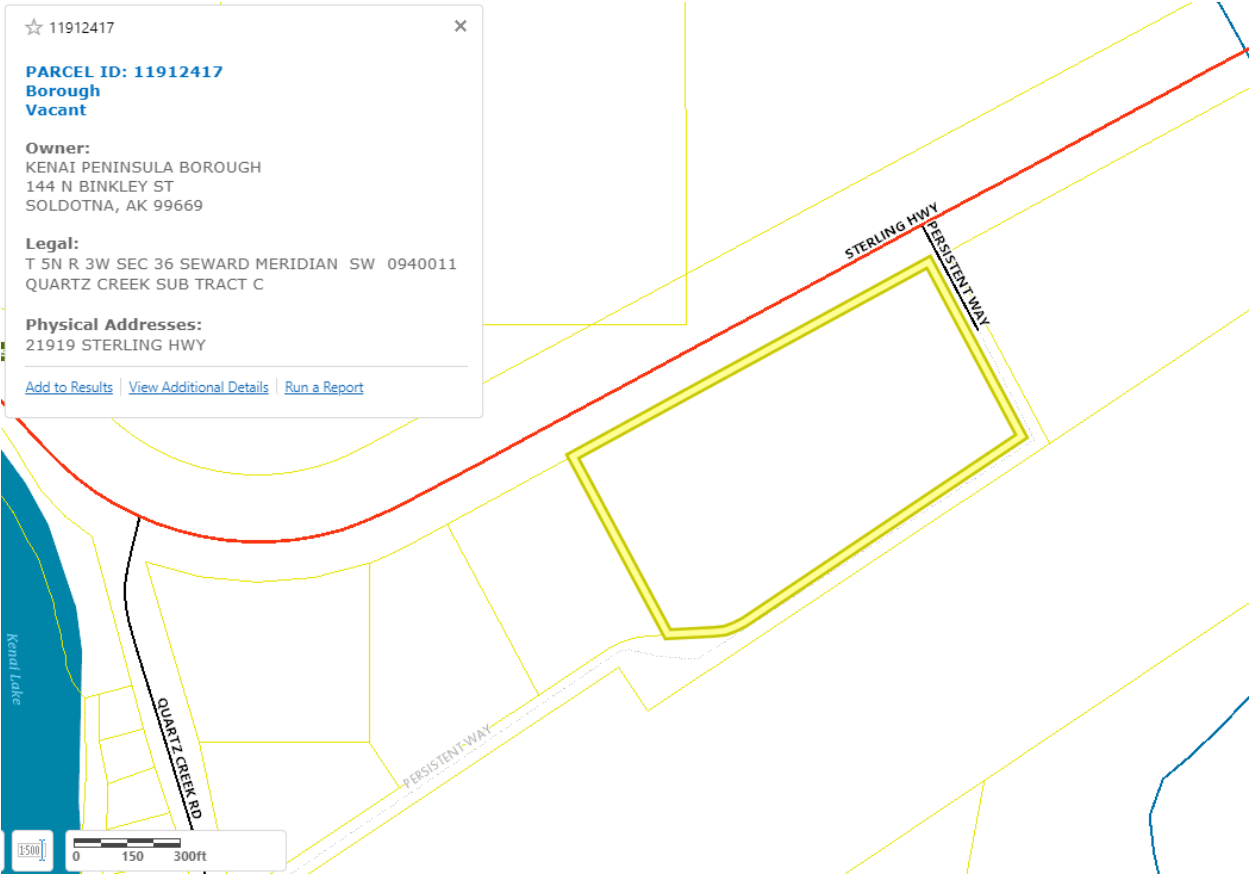 11912417
PARCEL ID: 11912417
Borough
Vacant
Owner:
KENAI PENINSULA BOROUGH
144 N BINKLEY ST
SOLDOTNA, AK 99669
Legal:
T 5N R 3W SEC 36 SEWARD MERIDIAN SW 0940011
QUARTZ CREEK SUB TRACT C
Physical Addresses:
21919 STERLING HWY
Add to Results
View Additional Details
Run a Report
STERLING HWY
PERSISTENT WAY
Kenai Lake
QUARTZ CREEK RD
PERSISTENT WAY
1:500
0 150 300ft